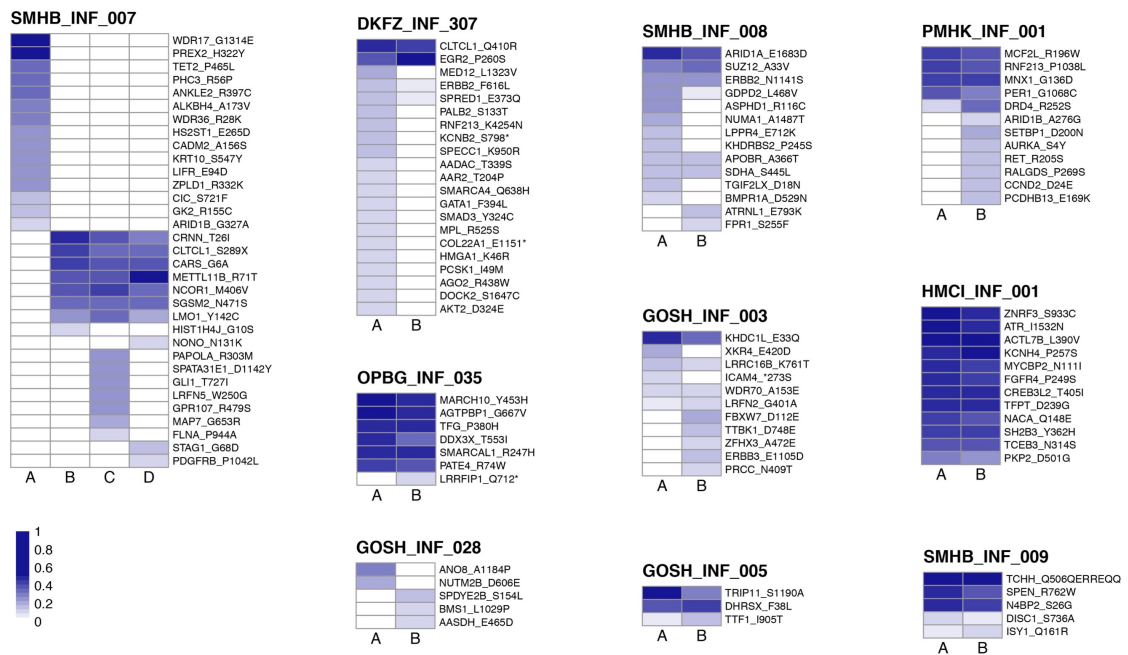 SMHB_INF_007
WDR17_G1314E
PREX2_H322Y
TET2_P465L
PHC3_R56P
ANKLE2_R397C
ALKBH4_A173V
WDR36_R28K
HS2ST1_E265D
CADM2_A156S
KRT10_S547Y
LIFR_E94D
ZPLD1_R332K
CIC_S721F
GK2_R155C
ARID1B_G327A
CRNN_T26I
CLTCL1_S289X
CARS_G6A
METTL11B_R71T
NCOR1_M406V
SGSM2_N471S
LMO1_Y142C
HIST1H4J_G10S
NONO_N131K
PAPOLA_R303M
SPATA31E1_D1142Y
GLI1_T727I
LRFN5_W250G
GPR107_R479S
MAP7_G653R
FLNA_P944A
STAG1_G68D
PDGFRB_P1042L
A B C D
1
0.8
0.6
0.4
0.2
0
DKFZ_INF_307
CLTCL1_Q410R
EGR2_P260S
MED12_L1323V
ERBB2_F616L
SPRED1_E373Q
PALB2_S133T
RNF213_K4254N
KCNB2_S798*
SPECC1_K950R
AADAC_T339S
AAR2_T204P
SMARCA4_Q638H
GATA1_F394L
SMAD3_Y324C
MPL_R525S
COL22A1_E1151*
HMGA1_K46R
PCSK1_I49M
AGO2_R438W
DOCK2_S1647C
AKT2_D324E
A B
OPBG_INF_035
MARCH10_Y453H
AGTPBP1_G667V
TFG_P380H
DDX3X_T553I
SMARCAL1_R247H
PATE4_R74W
LRRFIP1_Q712*
A B
GOSH_INF_028
ANO8_A1184P
NUTM2B_D606E
SPDYE2B_S154L
BMS1_L1029P
AASDH_E465D
A B
SMHB_INF_008
ARID1A_E1683D
SUZ12_A33V
ERBB2_N1141S
GDPD2_L468V
ASPHD1_R116C
NUMA1_A1487T
LPPR4_E712K
KHDRBS2_P245S
APOBR_A366T
SDHA_S445L
TGIF2LX_D18N
BMPR1A_D529N
ATRNL1_E793K
FPR1_S255F
A B
GOSH_INF_003
KHDC1L_E33Q
XKR4_E420D
LRRC16B_K761T
ICAM4_*273S
WDR70_A153E
LRFN2_G401A
FBXW7_D112E
TTBK1_D748E
ZFHX3_A472E
ERBB3_E1105D
PRCC_N409T
A B
GOSH_INF_005
TRIP11_S1190A
DHRSX_F38L
TTF1_I905T
A B
PMHK_INF_001
MCF2L_R196W
RNF213_P1038L
MNX1_G136D
PER1_G1068C
DRD4_R252S
ARID1B_A276G
SETBP1_D200N
AURKA_S4Y
RET_R205S
RALGDS_P269S
CCND2_D24E
PCDHB13_E169K
A B
HMCI_INF_001
ZNRF3_S933C
ATR_I1532N
ACTL7B_L390V
KCNH4_P257S
MYCBP2_N111I
FGFR4_P249S
CREB3L2_T405I
TFPT_D239G
NACA_Q148E
SH2B3_Y362H
TCEB3_N314S
PKP2_D501G
A B
SMHB_INF_009
TCHH_Q506QERREQQ
SPEN_R762W
N4BP2_S26G
DISC1_S736A
ISY1_Q161R
A B